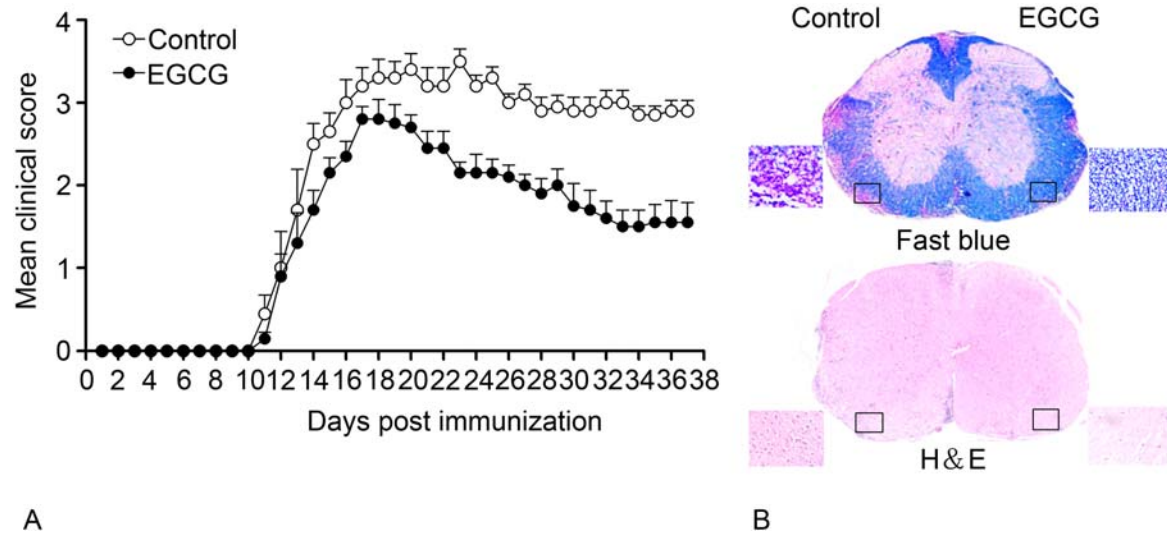 4
3
2
1
0
Mean clinical score
Control
EGCG
0 2 4 6 8 10 12 14 16 18 20 22 24 26 28 30 32 34 36 38
Days post immunization
A
Control EGCG
Fast blue
H & E
B